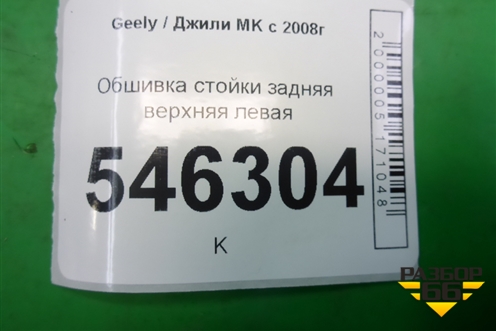 Geely / Джили MK с 2008г
Обшивка стойки задняя
верхняя левая
546304
К
2000005171048
РАЗБОР
66